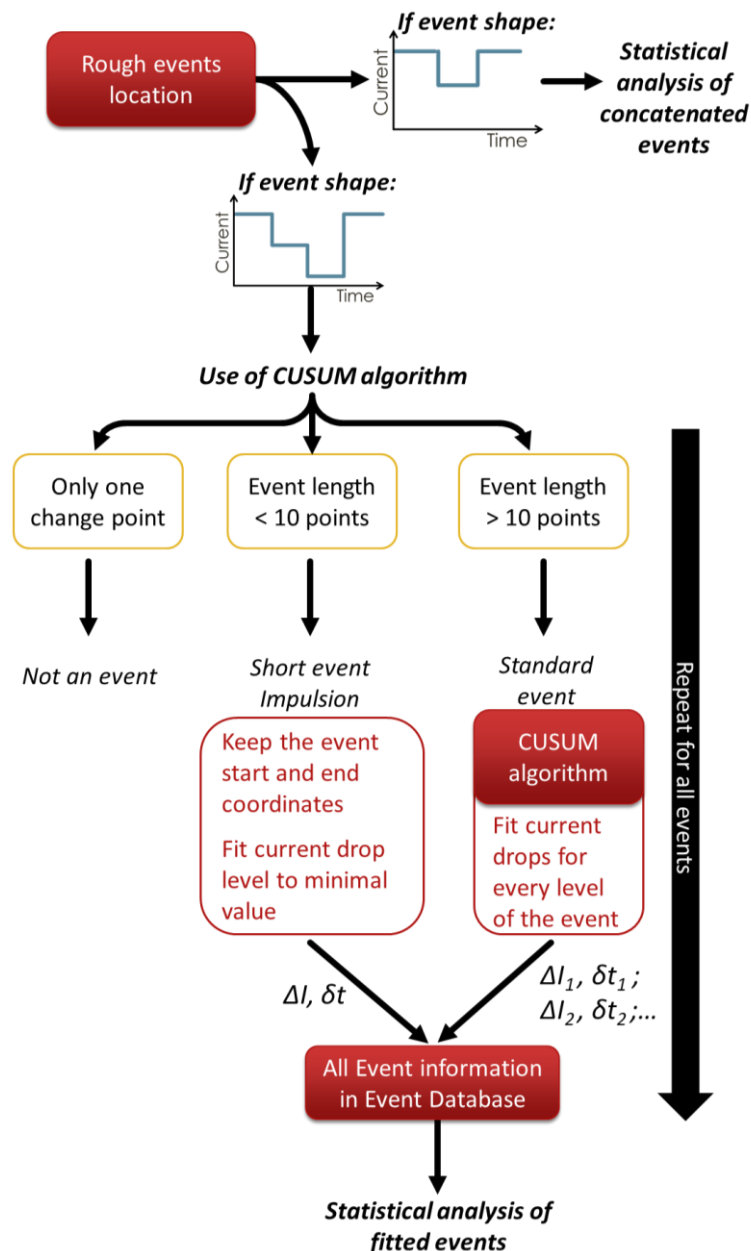 Rough events
location
If event shape:
Current
Time
Statistical
analysis of
concatenated
events
If event shape:
Current
Time
Use of CUSUM algorithm
Only one
change point
Event length
< 10 points
Event length
> 10 points
Not an event
Short event
Impulsion
Standard
event
Keep the event
start and end
coordinates
Fit current drop
level to minimal
value
CUSUM
algorithm
Fit current
drops for
every level
of the event
Repeat for all events
ΔI, δt
ΔI₁, δt₁;
ΔI₂, δt₂;...
All Event information
in Event Database
Statistical analysis of
fitted events